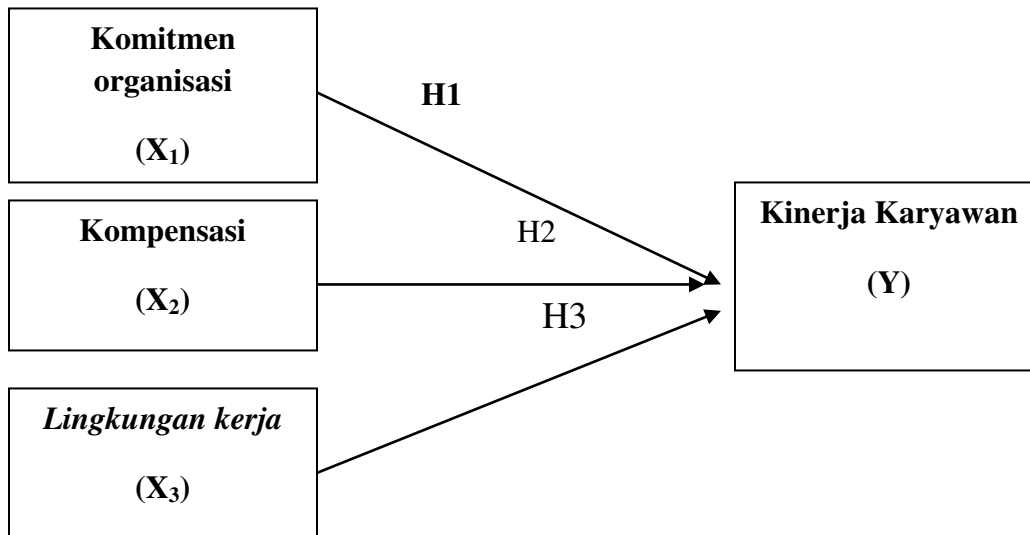 Komitmen
organisasi
(X₁)
H1
Kompensasi
(X₂)
H2
H3
Lingkungan kerja
(X₃)
Kinerja Karyawan
(Y)